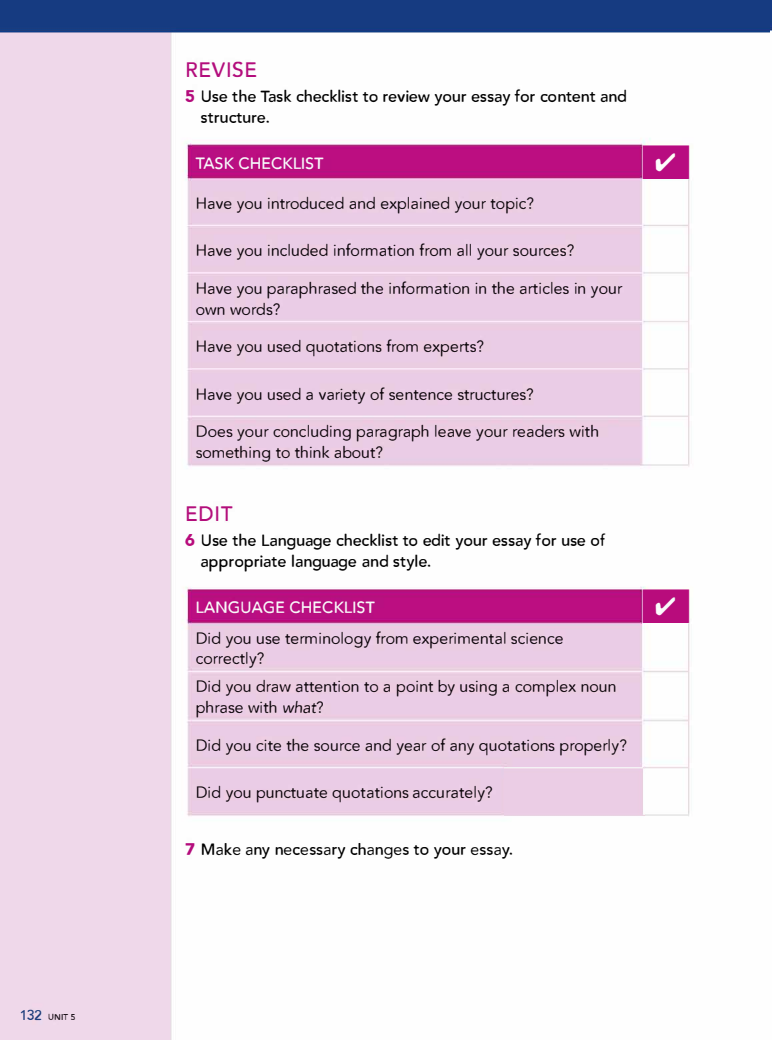 REVISE
5 Use the Task checklist to review your essay for content and
structure.
TASK CHECKLIST ✔
Have you introduced and explained your topic?
Have you included information from all your sources?
Have you paraphrased the information in the articles in your
own words?
Have you used quotations from experts?
Have you used a variety of sentence structures?
Does your concluding paragraph leave your readers with
something to think about?
EDIT
6 Use the Language checklist to edit your essay for use of
appropriate language and style.
LANGUAGE CHECKLIST ✔
Did you use terminology from experimental science
correctly?
Did you draw attention to a point by using a complex noun
phrase with what?
Did you cite the source and year of any quotations properly?
Did you punctuate quotations accurately?
7 Make any necessary changes to your essay.
132 UNIT 5